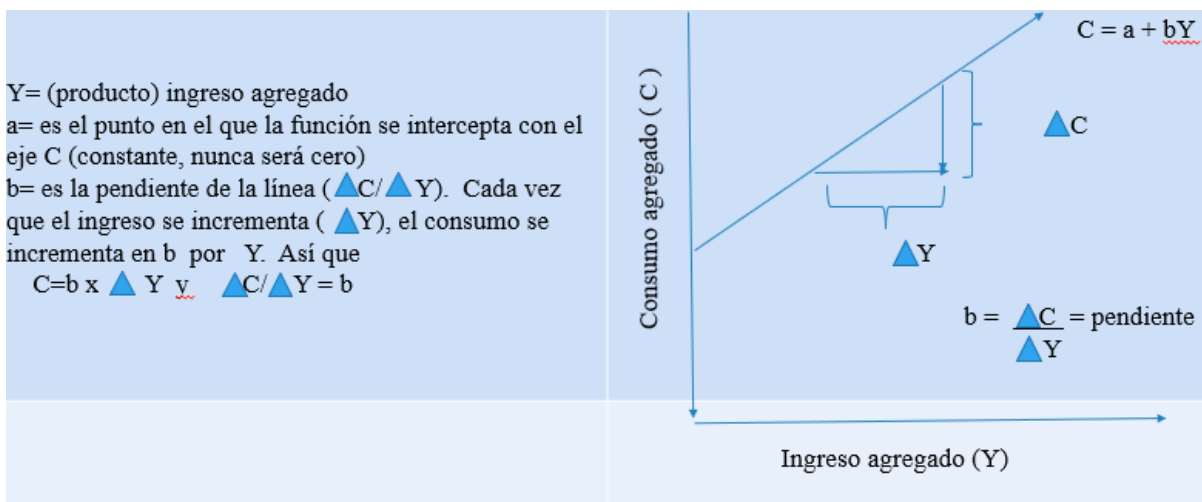 Y= (producto) ingreso agregado
a= es el punto en el que la función se intercepta con el
eje C (constante, nunca será cero)
b= es la pendiente de la línea ( ▲C/▲ Y).  Cada vez
que el ingreso se incrementa ( ▲Y), el consumo se
incrementa en b  por   Y.  Así que
C=b x ▲ Y y ▲C/▲Y = b
C = a + bY
Consumo agregado ( C )
▲C
▲Y
b = ▲C = pendiente
▲Y
Ingreso agregado (Y)